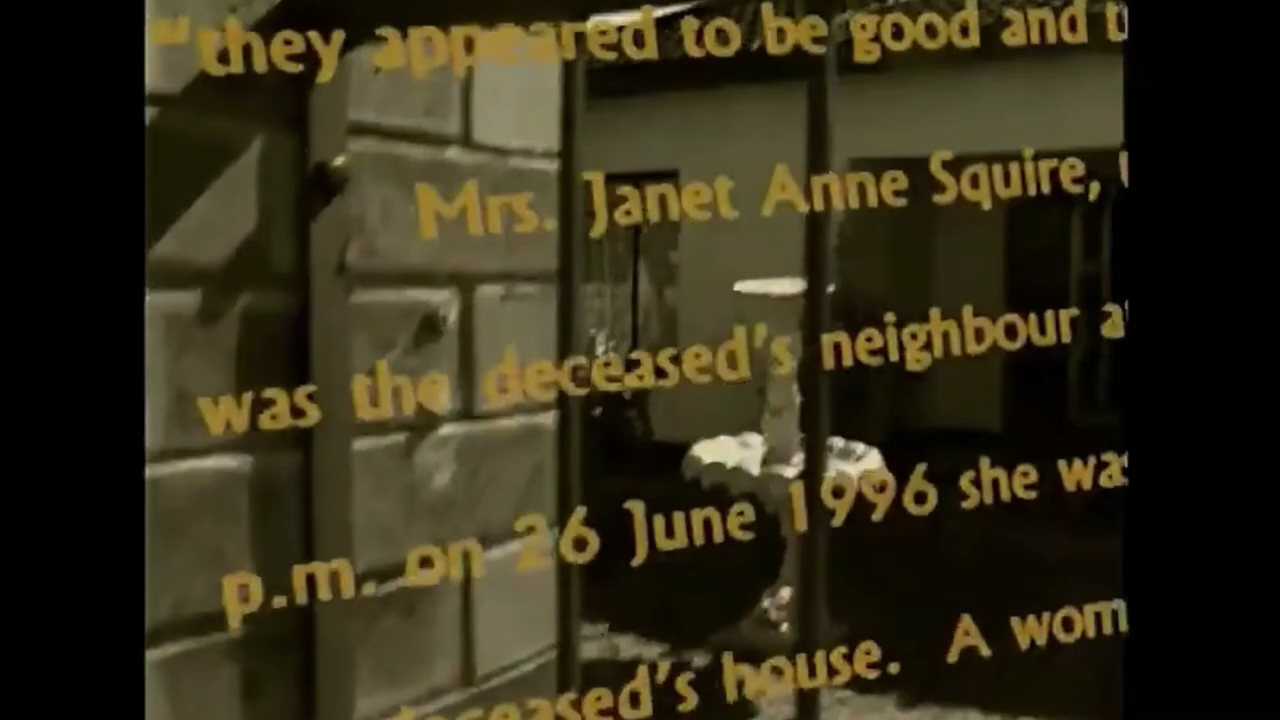 "they appeared to be good and
Mrs. Janet Anne Squire,
was the deceased's neighbour
p.m. on 26 June 1996 she was
deceased's house. A